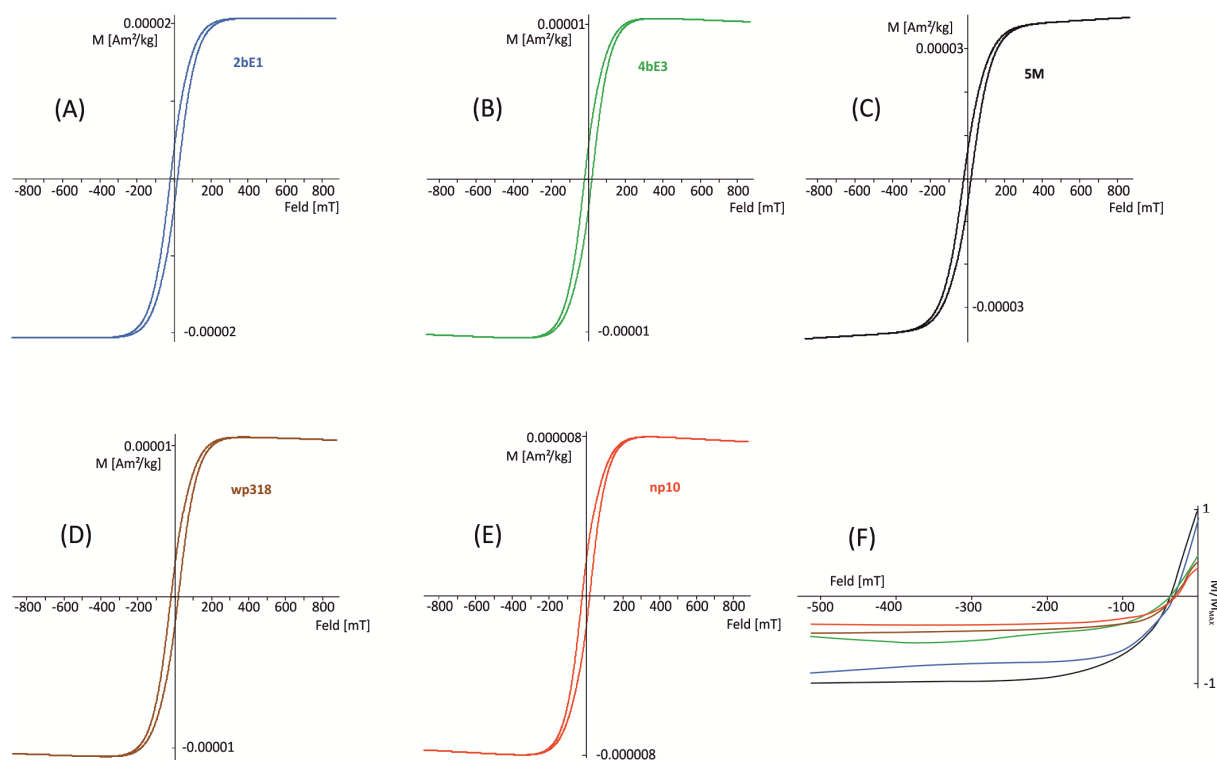 0.00002
M [Am²/kg]
2bE1
(A)
-800 -600 -400 -200 200 400 600 800
Feld [mT]
-0.00002
0.00001
M [Am²/kg]
4bE3
(B)
-800 -600 -400 -200 200 400 600 800
Feld [mT]
-0.00001
M [Am²/kg]
0.00003
5M
(C)
-800 -600 -400 -200 200 400 600 800
Feld [mT]
-0.00003
0.00001
M [Am²/kg]
wp318
(D)
-800 -600 -400 -200 200 400 600 800
Feld [mT]
-0.00001
0.000008
M [Am²/kg]
np10
(E)
-800 -600 -400 -200 200 400 600 800
Feld [mT]
-0.000008
(F)
1
Feld [mT]
-500 -400 -300 -200 -100
M/MMAX
-1